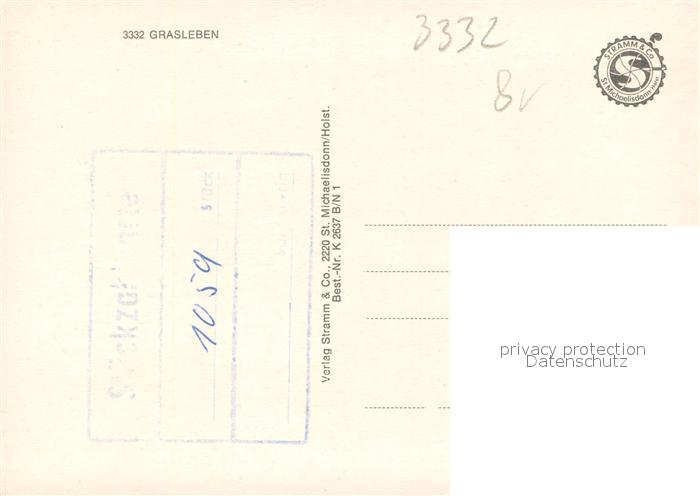 3332 GRASLEBEN
3332
STRAMM & Co
St. Michaelisdonn
Verlag Stramm & Co., 2220 St. Michaelisdonn/Holst.
Best.-Nr. K 2637 B/N 1
1059
privacy protection
Datenschutz